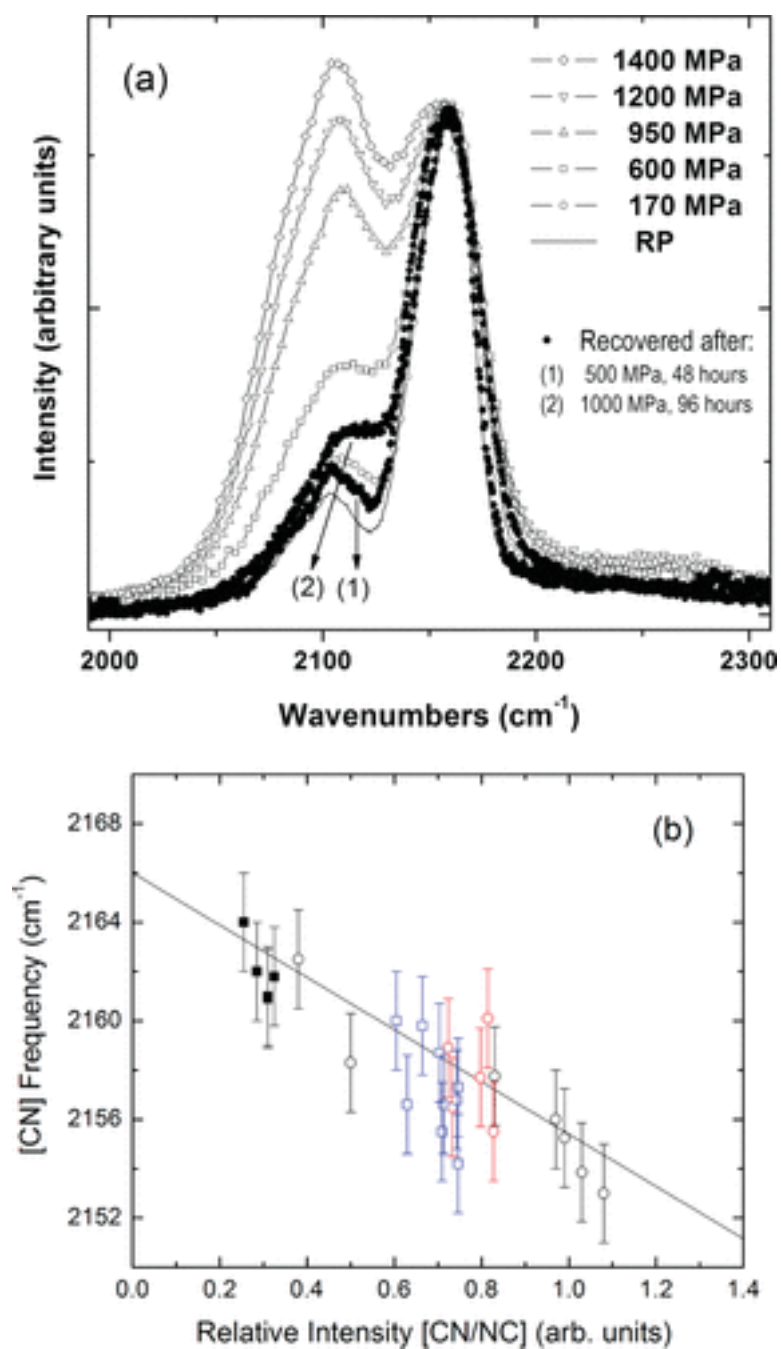 (a)
1400 MPa
1200 MPa
950 MPa
600 MPa
170 MPa
RP
Recovered after:
(1) 500 MPa, 48 hours
(2) 1000 MPa, 96 hours
Intensity (arbitrary units)
(2) (1)
2000 2100 2200 2300
Wavenumbers (cm⁻¹)
(b)
2168
2164
2160
2156
2152
[CN] Frequency (cm⁻¹)
0.0 0.2 0.4 0.6 0.8 1.0 1.2 1.4
Relative Intensity [CN/NC] (arb. units)